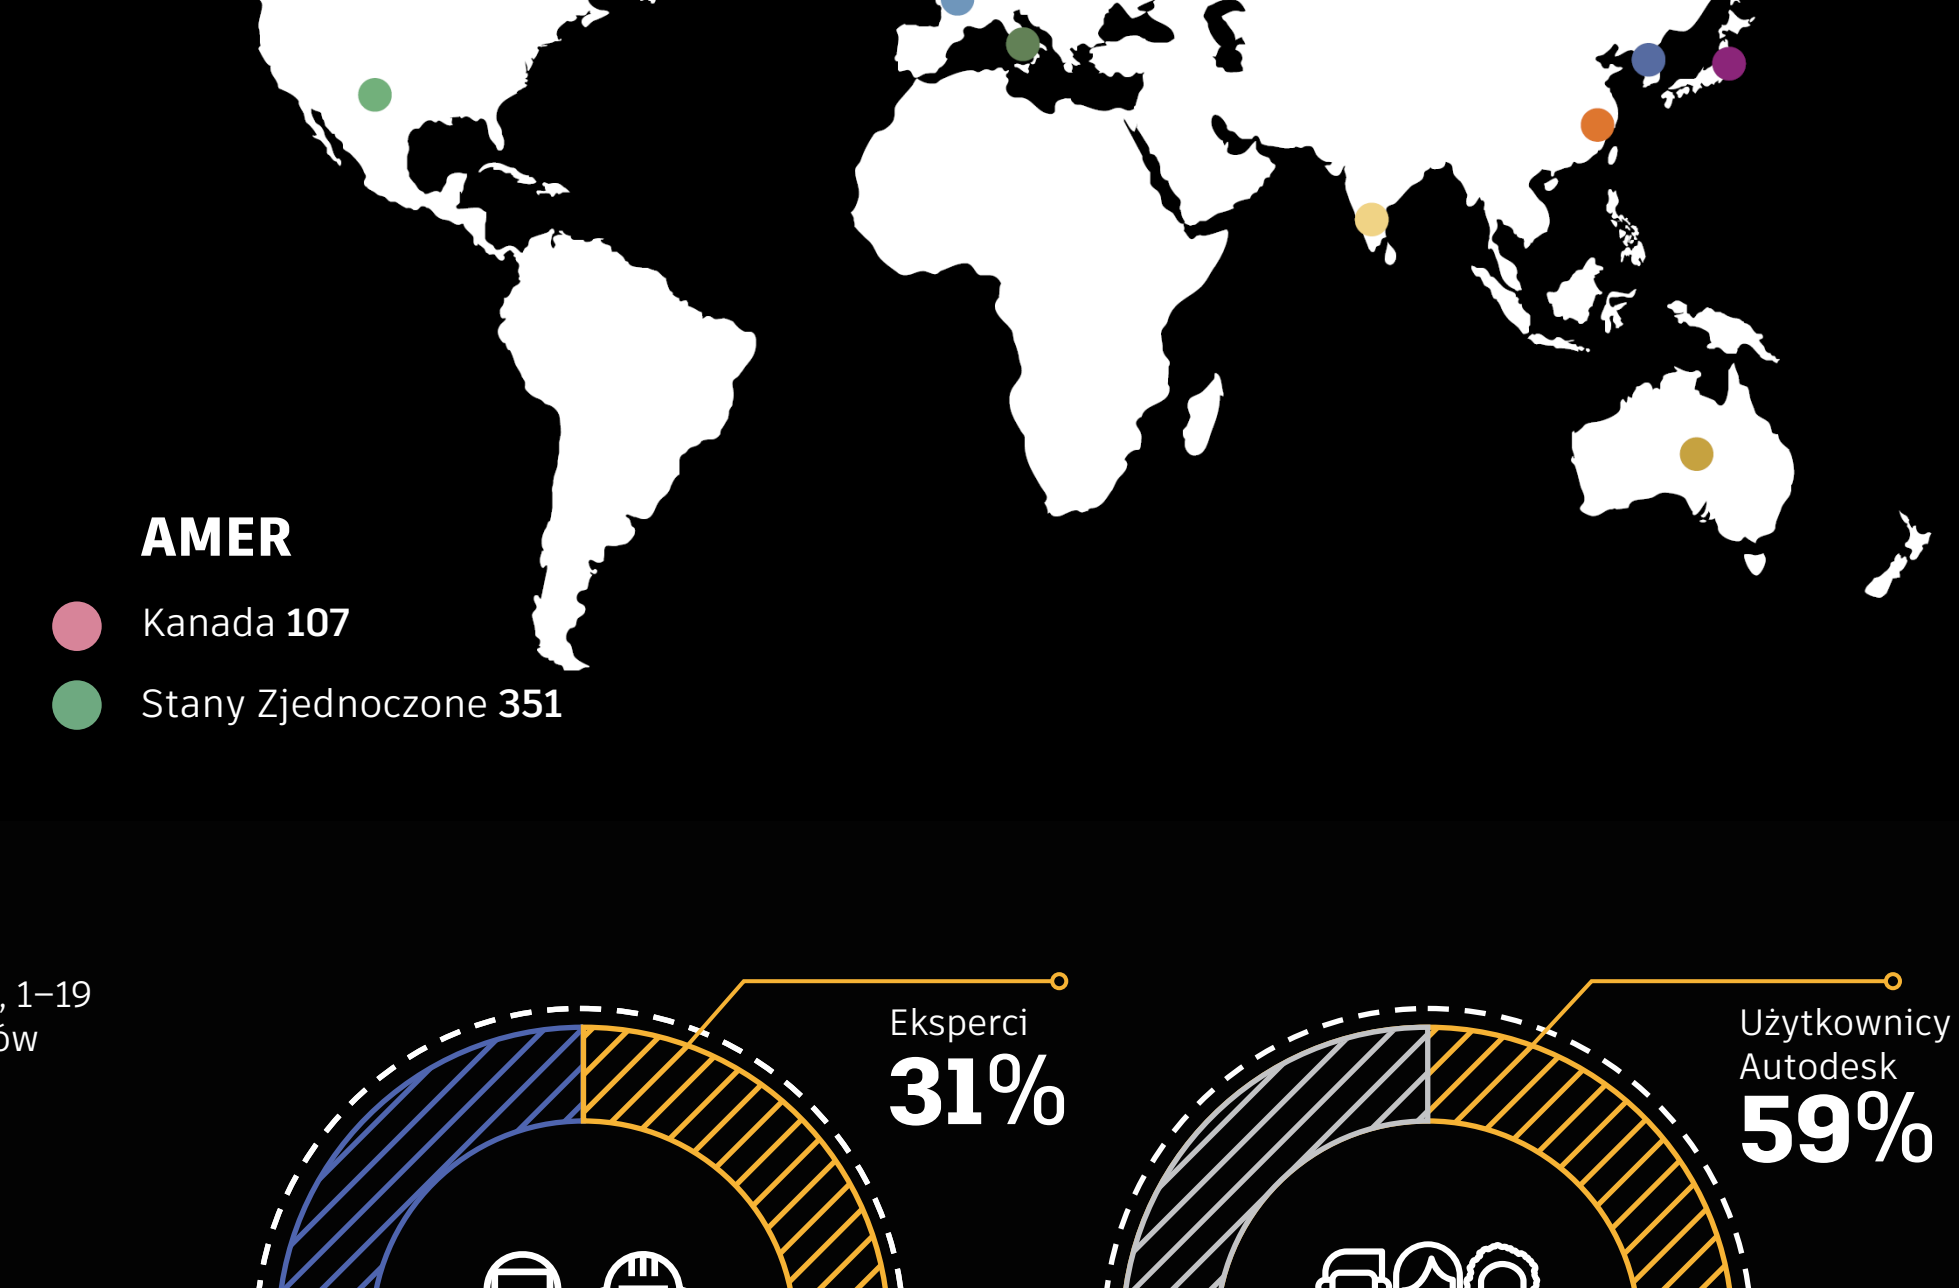 AMER
Kanada 107
Stany Zjednoczone 351
, 1–19
ów
Eksperci
31%
Użytkownicy
Autodesk
59%